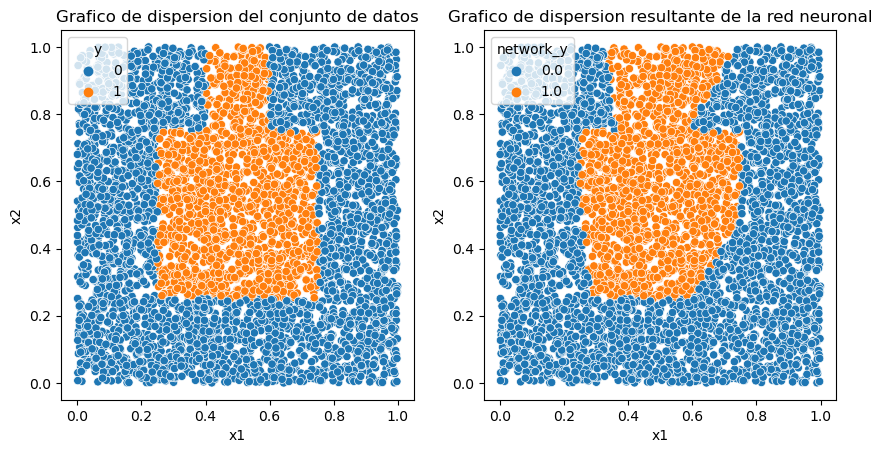 Grafico de dispersion del conjunto de datos
y
0
1
1.0
0.8
0.6
0.4
0.2
0.0
x2
0.0 0.2 0.4 0.6 0.8 1.0
x1
Grafico de dispersion resultante de la red neuronal
network_y
0.0
1.0
1.0
0.8
0.6
0.4
0.2
0.0
x2
0.0 0.2 0.4 0.6 0.8 1.0
x1